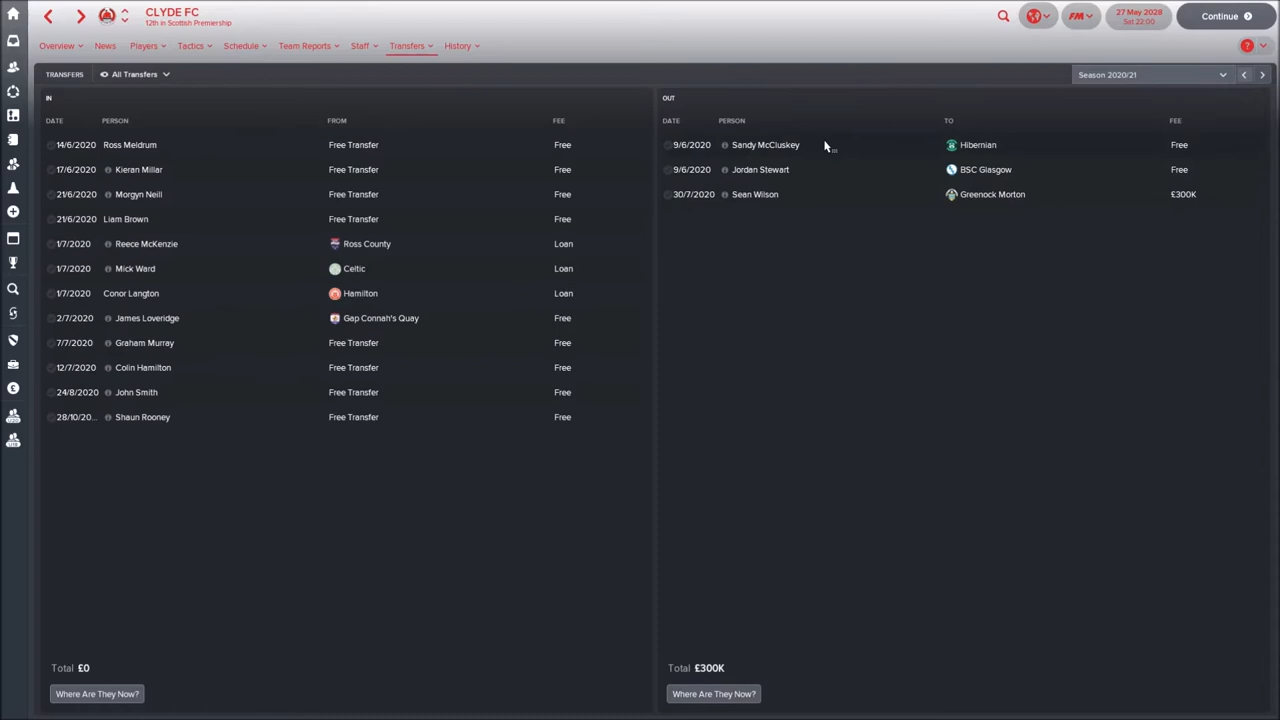 CLYDE FC
12th in Scottish Premiership
27 May 2028
Sat 22:00
Continue
FM
Overview News Players Tactics Schedule Team Reports Staff Transfers History
?
TRANSFERS All Transfers Season 2020/21
IN
DATE PERSON FROM FEE
14/6/2020 Ross Meldrum Free Transfer Free
17/6/2020 Kieran Millar Free Transfer Free
21/6/2020 Morgyn Neill Free Transfer Free
21/6/2020 Liam Brown Free Transfer Free
1/7/2020 Reece McKenzie Ross County Loan
1/7/2020 Mick Ward Celtic Loan
1/7/2020 Conor Langton Hamilton Loan
2/7/2020 James Loveridge Gap Connah's Quay Free
7/7/2020 Graham Murray Free Transfer Free
12/7/2020 Colin Hamilton Free Transfer Free
24/8/2020 John Smith Free Transfer Free
28/10/20... Shaun Rooney Free Transfer Free
Total £0
Where Are They Now?
OUT
DATE PERSON TO FEE
9/6/2020 Sandy McCluskey Hibernian Free
9/6/2020 Jordan Stewart BSC Glasgow Free
30/7/2020 Sean Wilson Greenock Morton £300K
Total £300K
Where Are They Now?